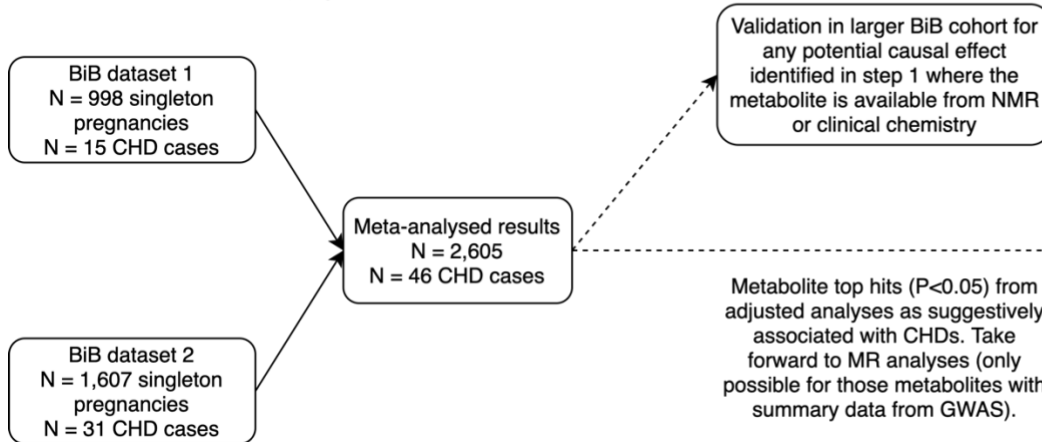 BiB dataset 1
N = 998 singleton
pregnancies
N = 15 CHD cases
Validation in larger BiB cohort for
any potential causal effect
identified in step 1 where the
metabolite is available from NMR
or clinical chemistry
Meta-analysed results
N = 2,605
N = 46 CHD cases
BiB dataset 2
N = 1,607 singleton
pregnancies
N = 31 CHD cases
Metabolite top hits (P<0.05) from
adjusted analyses as suggestively
associated with CHDs. Take
forward to MR analyses (only
possible for those metabolites with
summary data from GWAS).